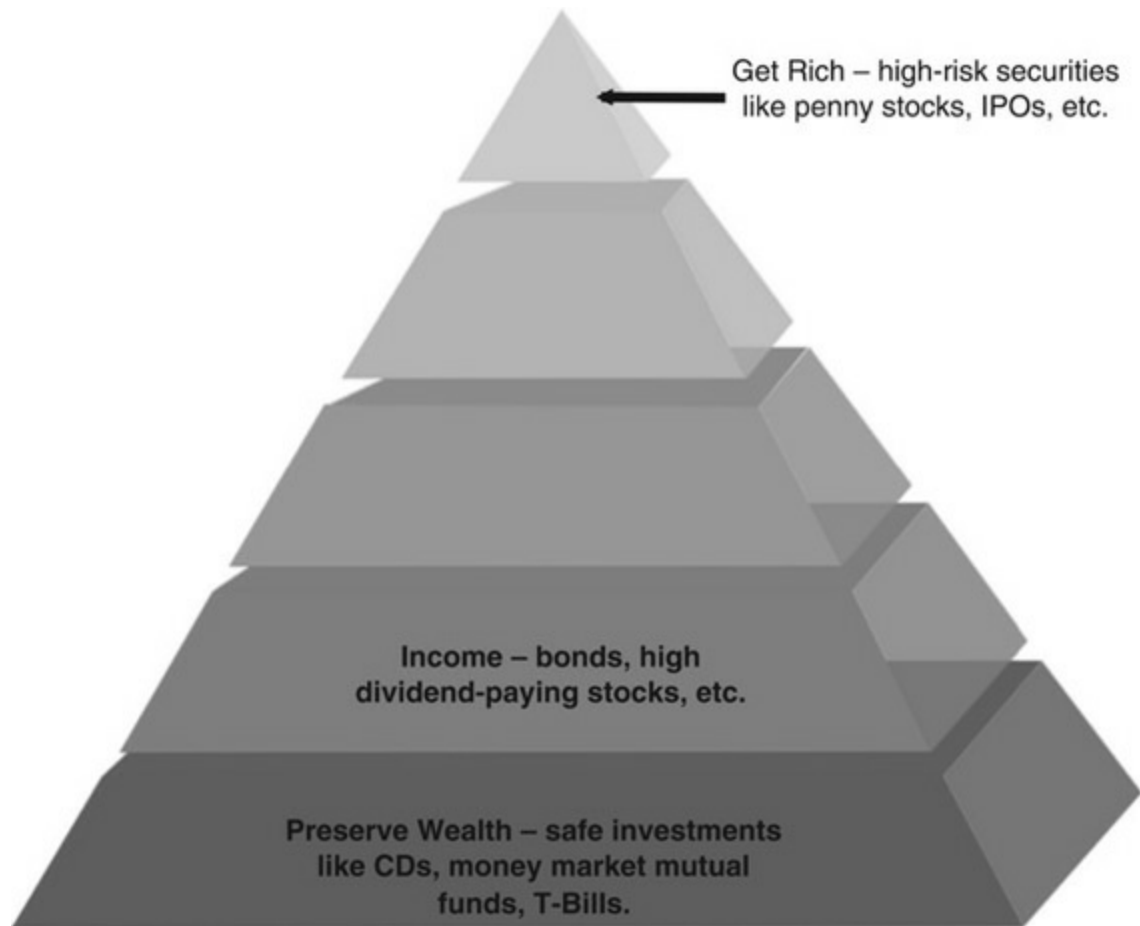 Get Rich – high-risk securities
like penny stocks, IPOs, etc.
Income – bonds, high
dividend-paying stocks, etc.
Preserve Wealth – safe investments
like CDs, money market mutual
funds, T-Bills.